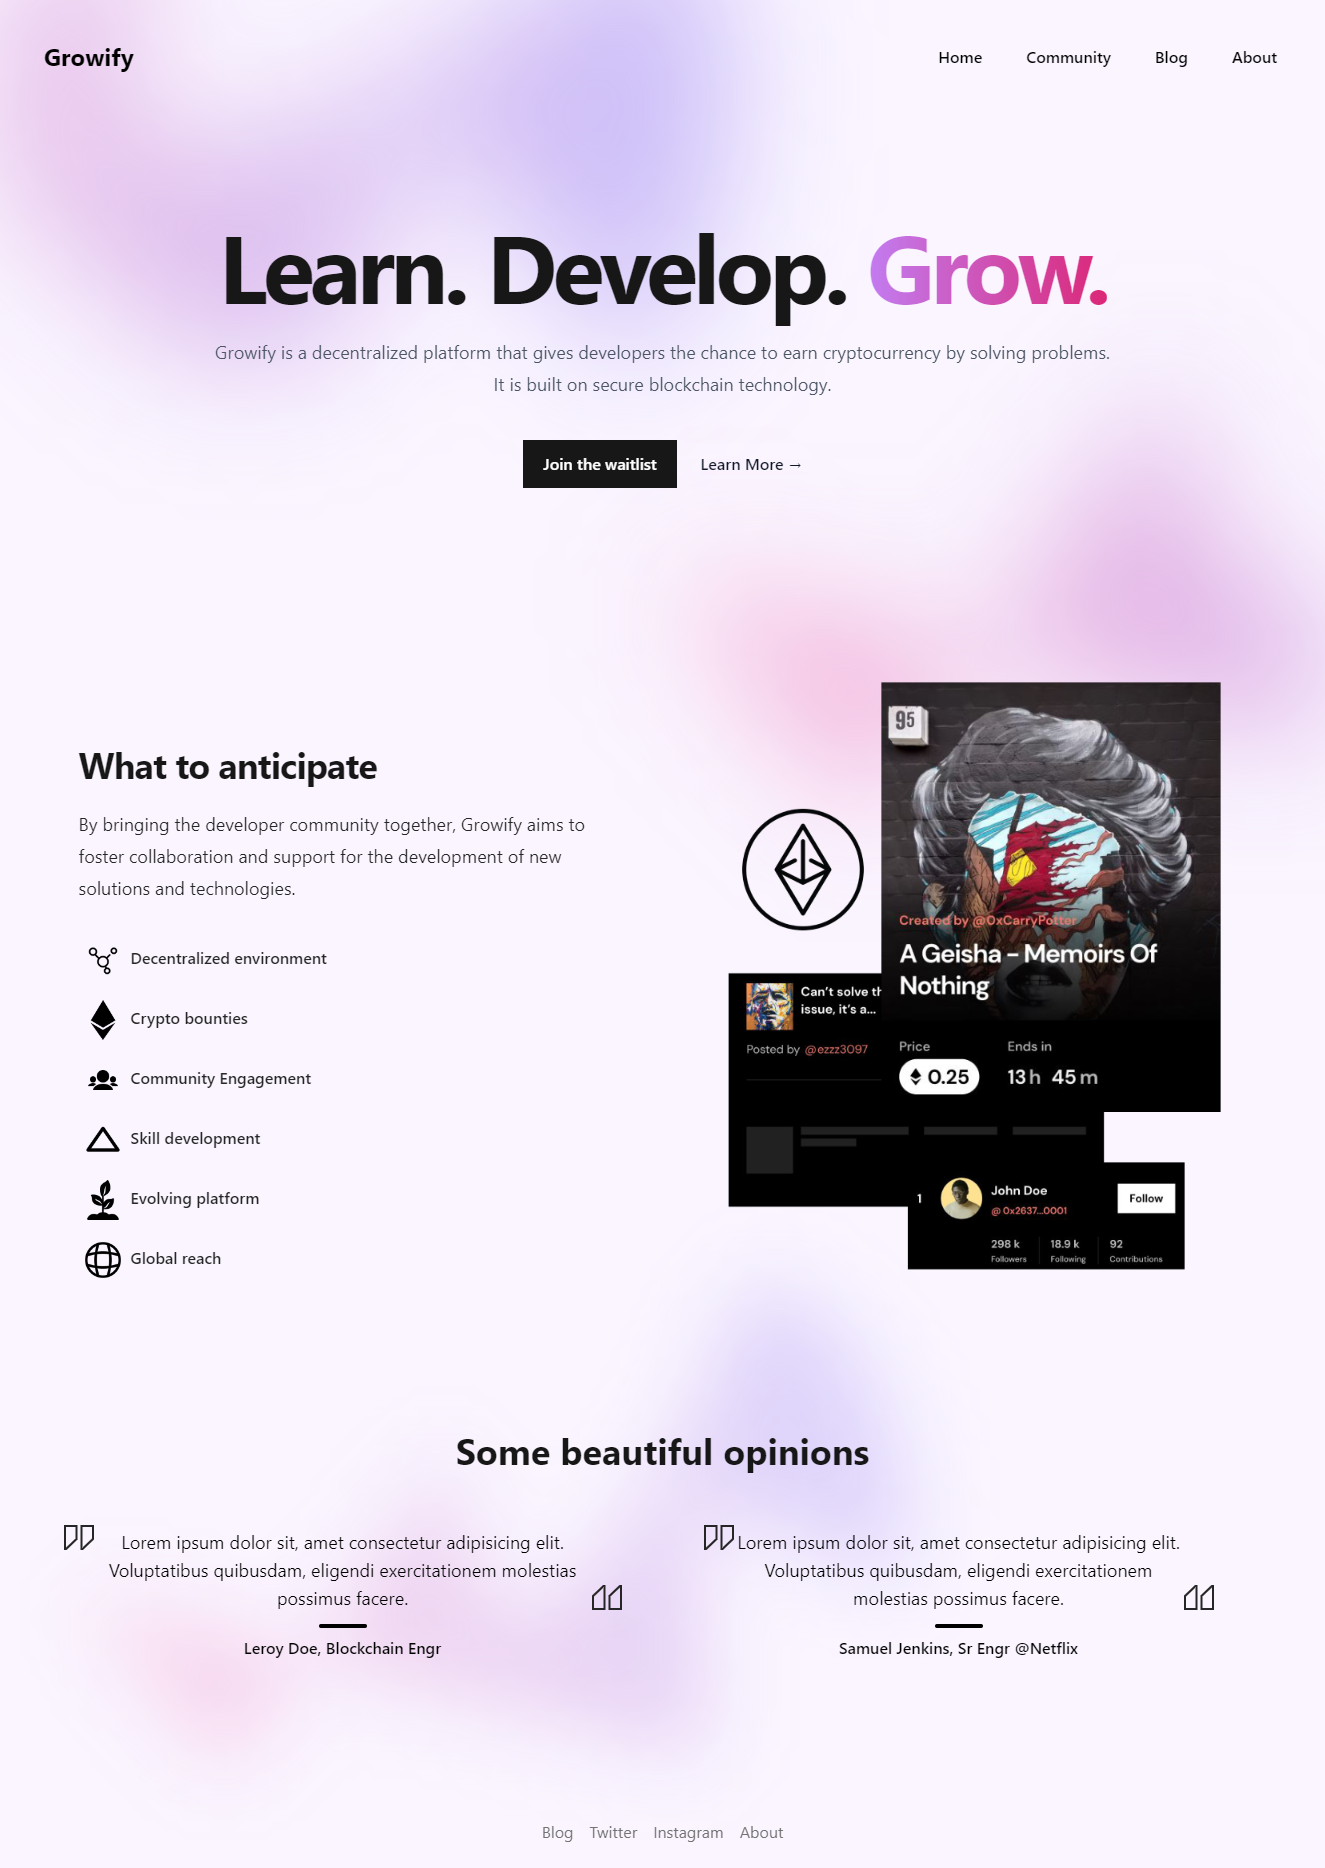 Growify
Home Community Blog About
Learn. Develop. Grow.
Growify is a decentralized platform that gives developers the chance to earn cryptocurrency by solving problems.
It is built on secure blockchain technology.
Join the waitlist
Learn More →
What to anticipate
By bringing the developer community together, Growify aims to
foster collaboration and support for the development of new
solutions and technologies.
Decentralized environment
Crypto bounties
Community Engagement
Skill development
Evolving platform
Global reach
95
Created by @0xCarryPotter
A Geisha – Memoirs Of
Nothing
Price
Ends in
0.25
13 h 45 m
Can't solve th
issue, it's a...
Posted by @ezzz3097
1
John Doe
@0x2637...0001
Follow
298 k
Followers
18.9 k
Following
92
Contributions
Some beautiful opinions
Lorem ipsum dolor sit, amet consectetur adipisicing elit.
Voluptatibus quibusdam, eligendi exercitationem molestias
possimus facere.
Leroy Doe, Blockchain Engr
Lorem ipsum dolor sit, amet consectetur adipisicing elit.
Voluptatibus quibusdam, eligendi exercitationem
molestias possimus facere.
Samuel Jenkins, Sr Engr @Netflix
Blog Twitter Instagram About